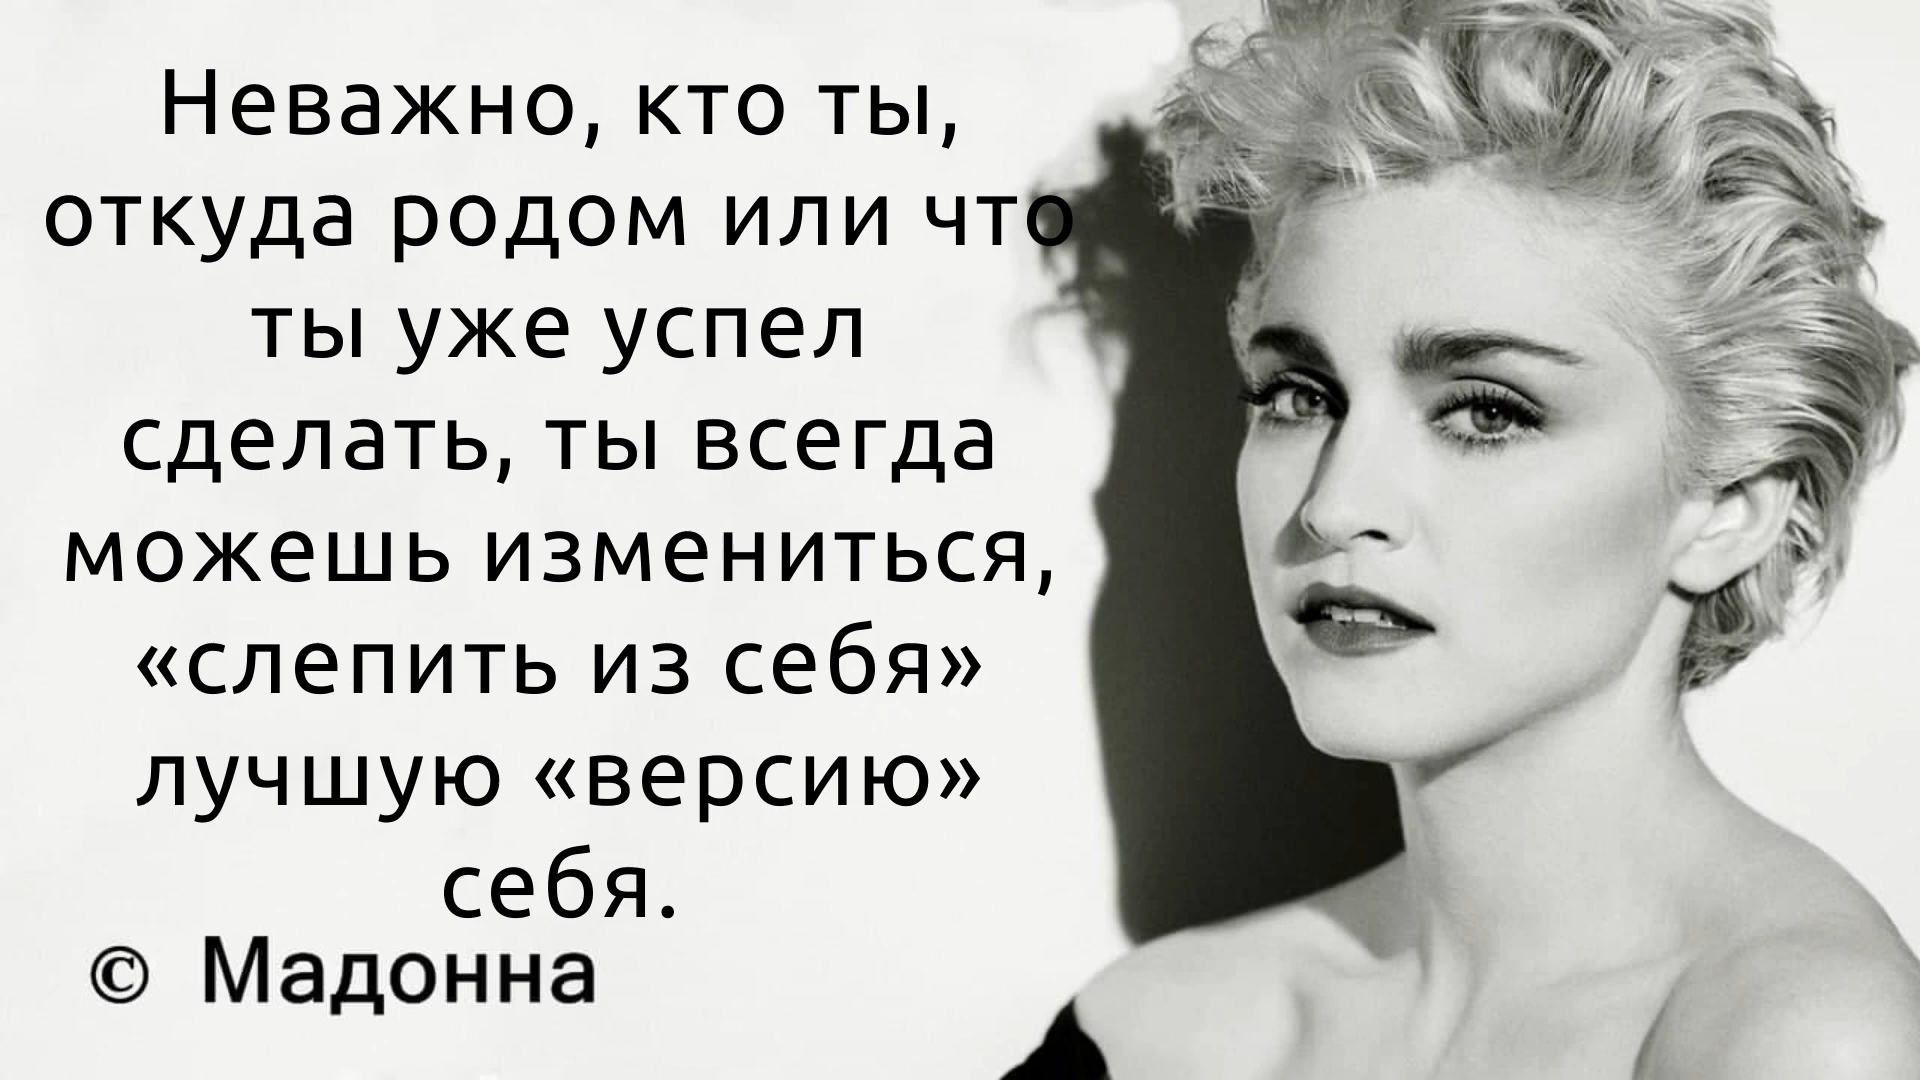 Неважно, кто ты,
откуда родом или что
ты уже успел
сделать, ты всегда
можешь измениться,
«слепить из себя»
лучшую «версию»
себя.
© Мадонна